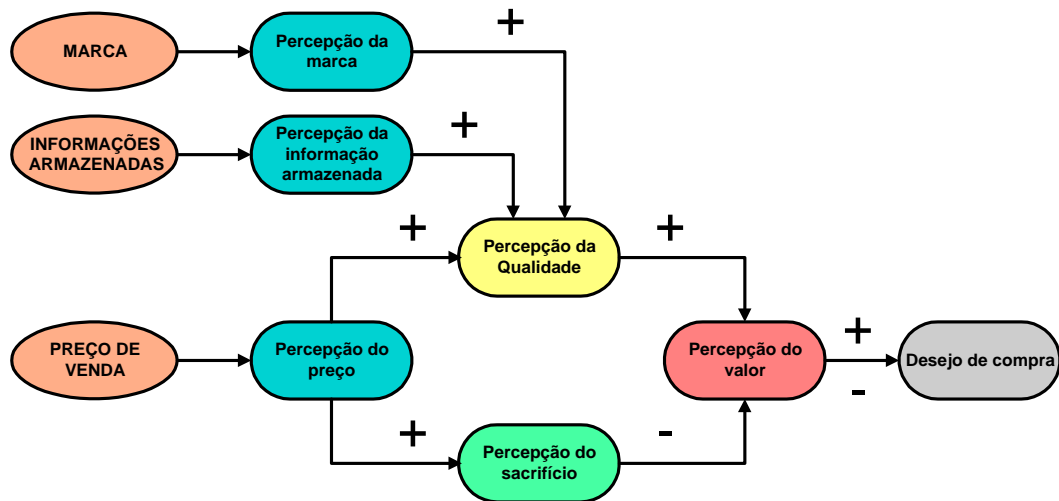 +
MARCA
Percepção da
marca
INFORMAÇÕES
ARMAZENADAS
Percepção da
informação
armazenada
+
+
Percepção da
Qualidade
+
PREÇO DE
VENDA
Percepção do
preço
Percepção do
valor
+
-
Desejo de compra
+
Percepção do
sacrifício
-